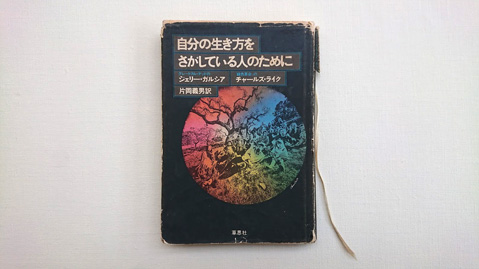 自分の生き方を
さがしている人のために
ジェリー・ガルシア
チャールズ・ライク
片岡義男訳
草思社